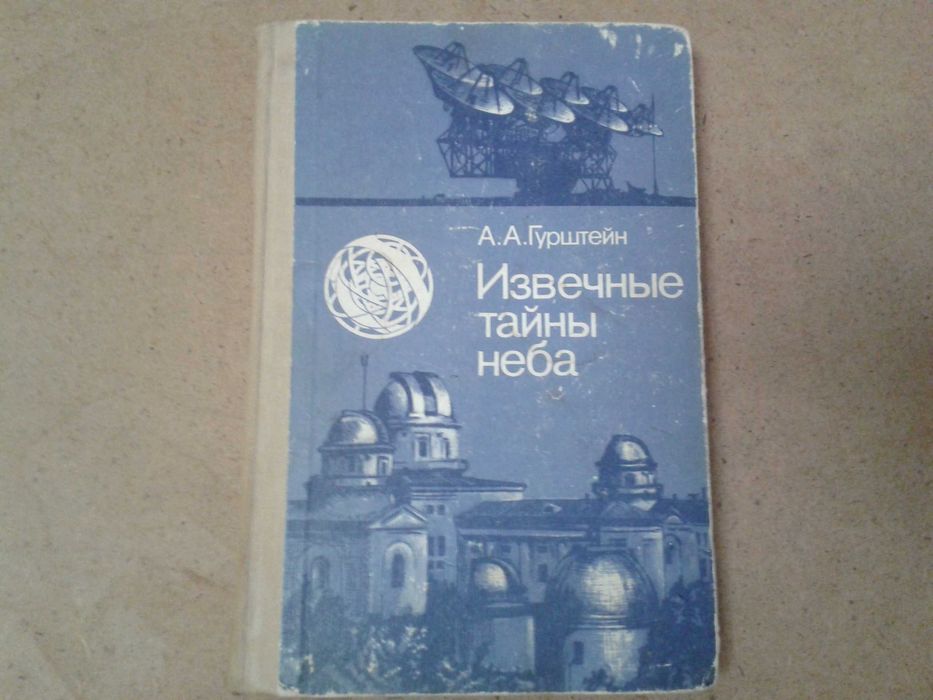 А. А. Гурштейн
Извечные
тайны
неба